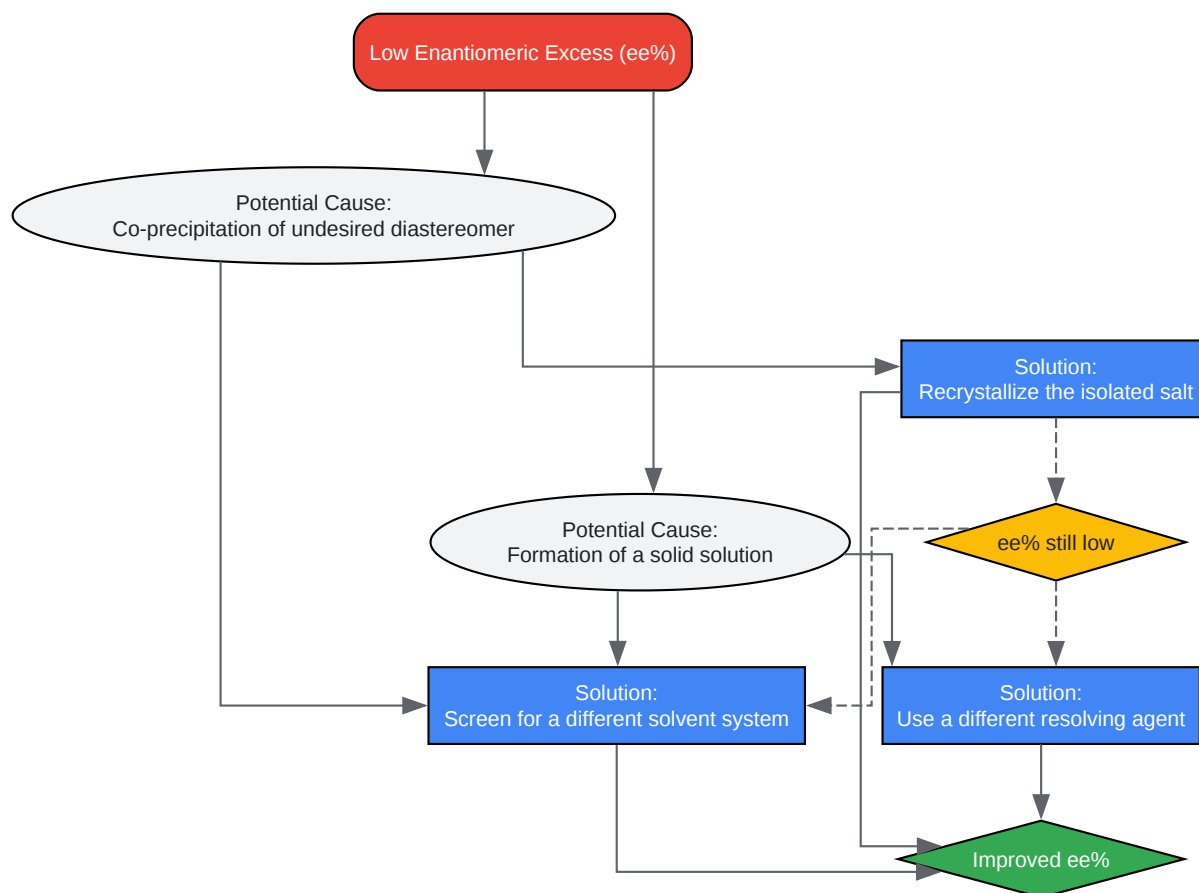 Low Enantiomeric Excess (ee%)
Potential Cause:
Co-precipitation of undesired diastereomer
Solution:
Recrystallize the isolated salt
Potential Cause:
Formation of a solid solution
ee% still low
Solution:
Screen for a different solvent system
Solution:
Use a different resolving agent
Improved ee%